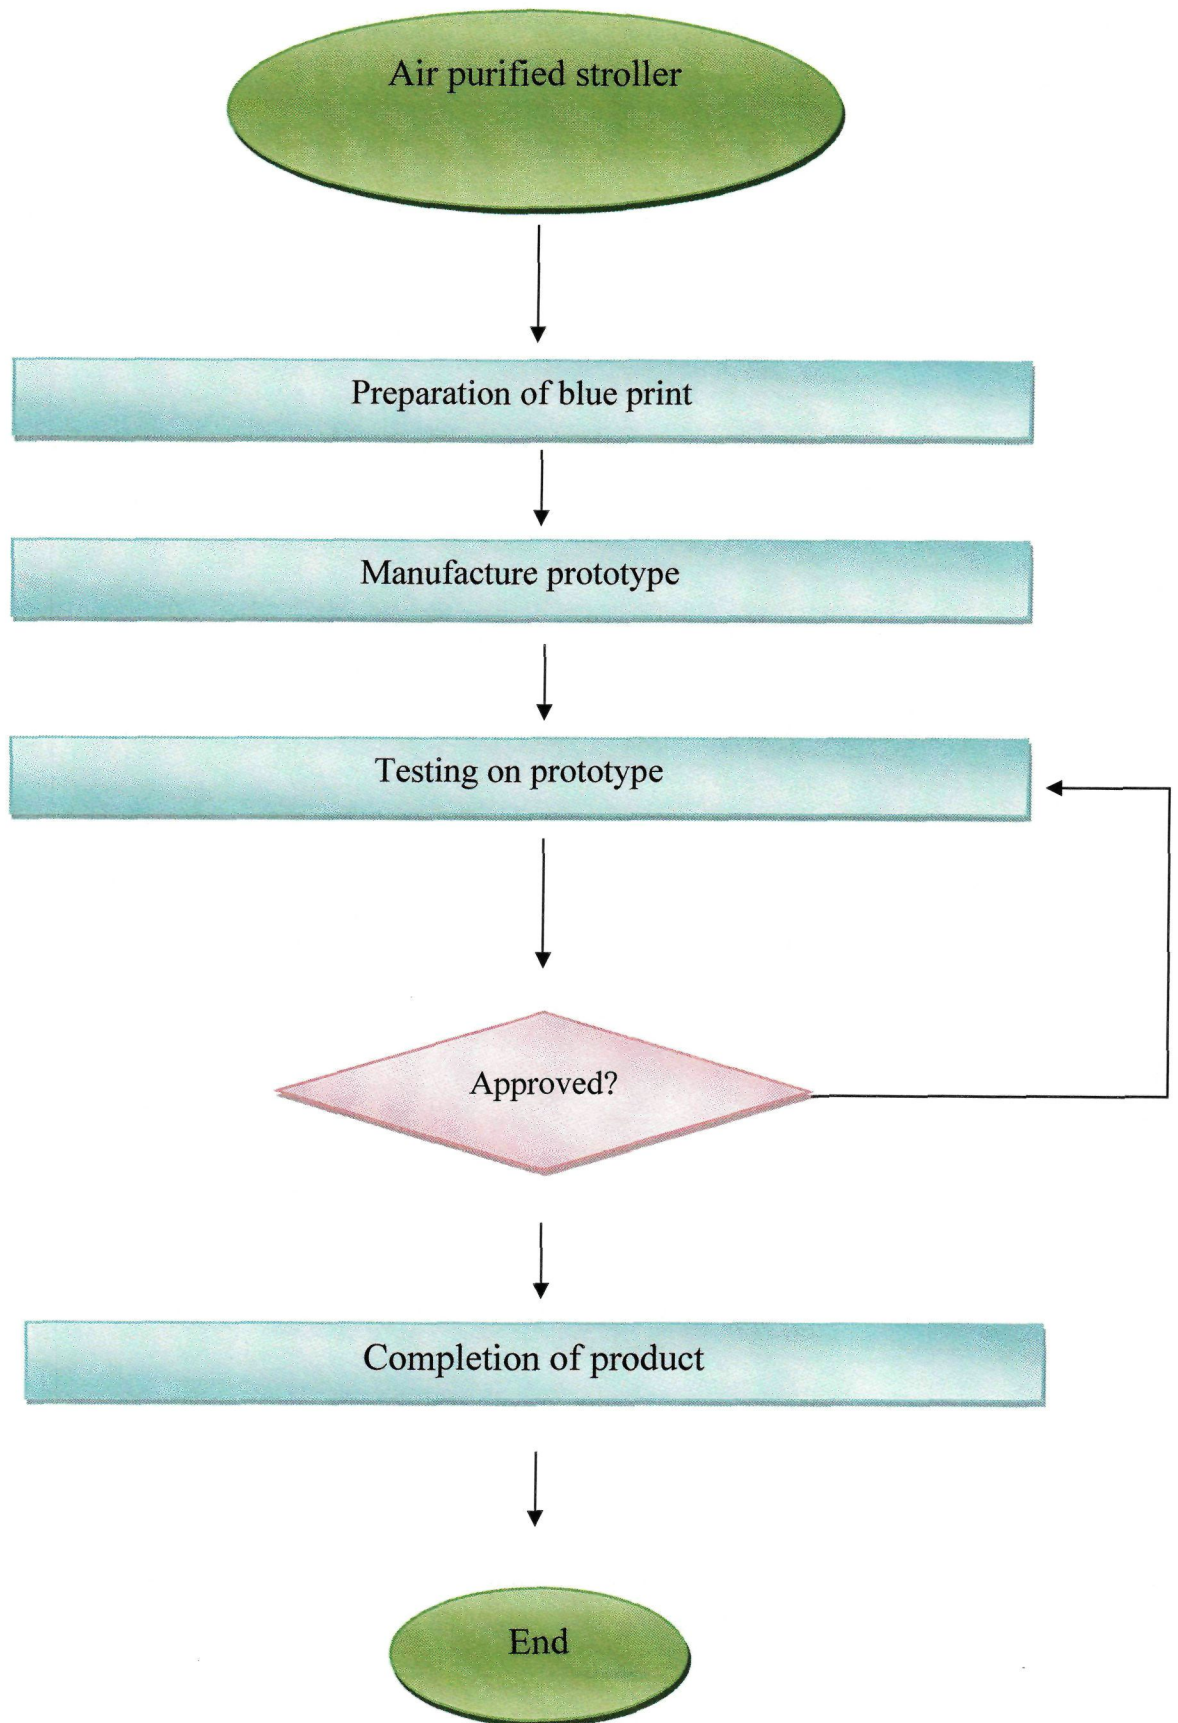 Air purified stroller
Preparation of blue print
Manufacture prototype
Testing on prototype
Approved?
Completion of product
End